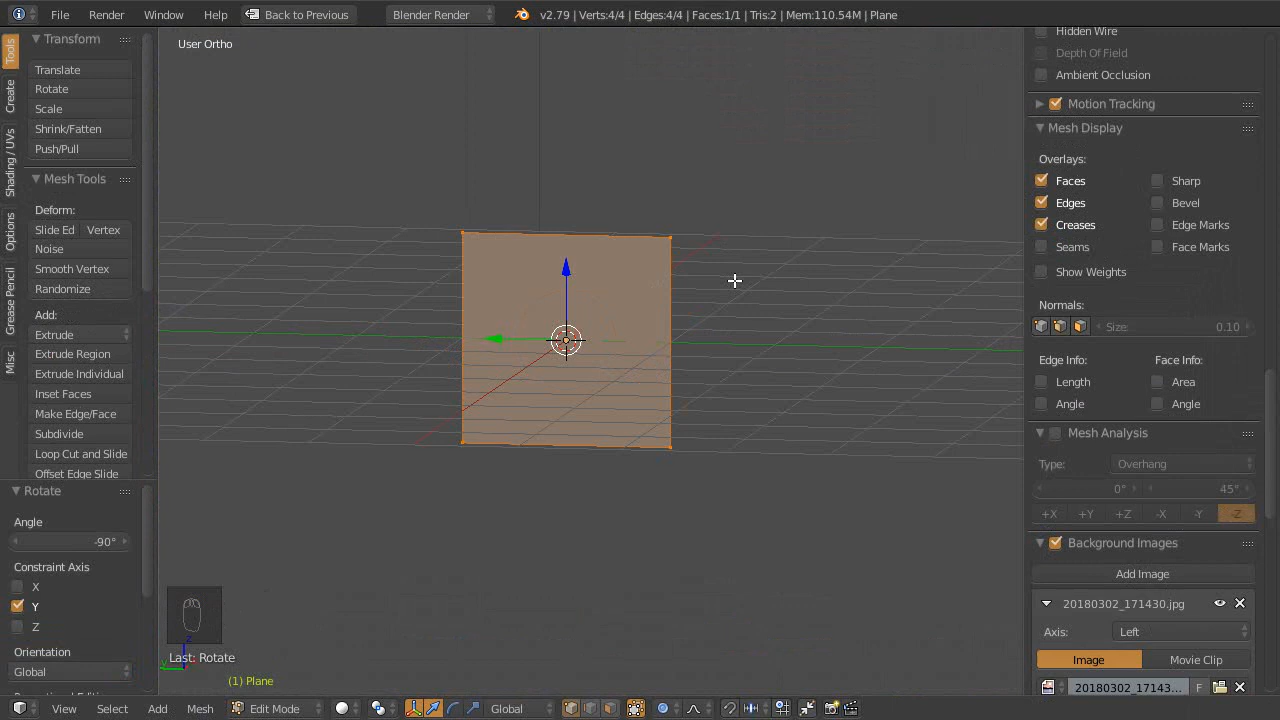 File Render Window Help Back to Previous Blender Render v2.79 | Verts:4/4 | Edges:4/4 | Faces:1/1 | Tris:2 | Mem:110.54M | Plane
Tools
Create
Shading / UVs
Options
Grease Pencil
Misc
Transform
Translate
Rotate
Scale
Shrink/Fatten
Push/Pull
Mesh Tools
Deform:
Slide Ed Vertex
Noise
Smooth Vertex
Randomize
Add:
Extrude
Extrude Region
Extrude Individual
Inset Faces
Make Edge/Face
Subdivide
Loop Cut and Slide
Offset Edge Slide
Rotate
Angle
-90°
Constraint Axis
X
Y
Z
Orientation
Global
User Ortho
z
y
Last: Rotate
(1) Plane
Hidden Wire
Depth Of Field
Ambient Occlusion
Motion Tracking
Mesh Display
Overlays:
Faces Sharp
Edges Bevel
Creases Edge Marks
Seams Face Marks
Show Weights
Normals:
Size: 0.10
Edge Info: Face Info:
Length Area
Angle Angle
Mesh Analysis
Type: Overhang
0° 45°
+X +Y +Z -X -Y -Z
Background Images
Add Image
20180302_171430.jpg
Axis: Left
Image Movie Clip
20180302_17143... F
View Select Add Mesh Edit Mode Global